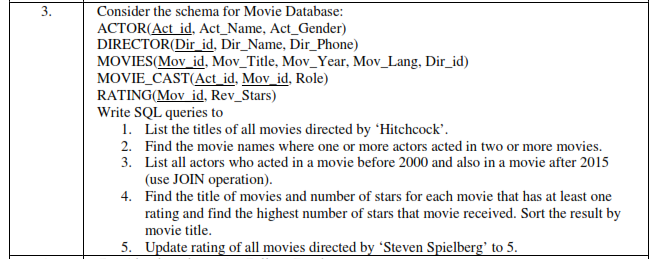 3. Consider the schema for Movie Database:
ACTOR(Act_id, Act_Name, Act_Gender)
DIRECTOR(Dir_id, Dir_Name, Dir_Phone)
MOVIES(Mov_id, Mov_Title, Mov_Year, Mov_Lang, Dir_id)
MOVIE_CAST(Act_id, Mov_id, Role)
RATING(Mov_id, Rev_Stars)
Write SQL queries to
1. List the titles of all movies directed by ‘Hitchcock’.
2. Find the movie names where one or more actors acted in two or more movies.
3. List all actors who acted in a movie before 2000 and also in a movie after 2015
(use JOIN operation).
4. Find the title of movies and number of stars for each movie that has at least one
rating and find the highest number of stars that movie received. Sort the result by
movie title.
5. Update rating of all movies directed by ‘Steven Spielberg’ to 5.